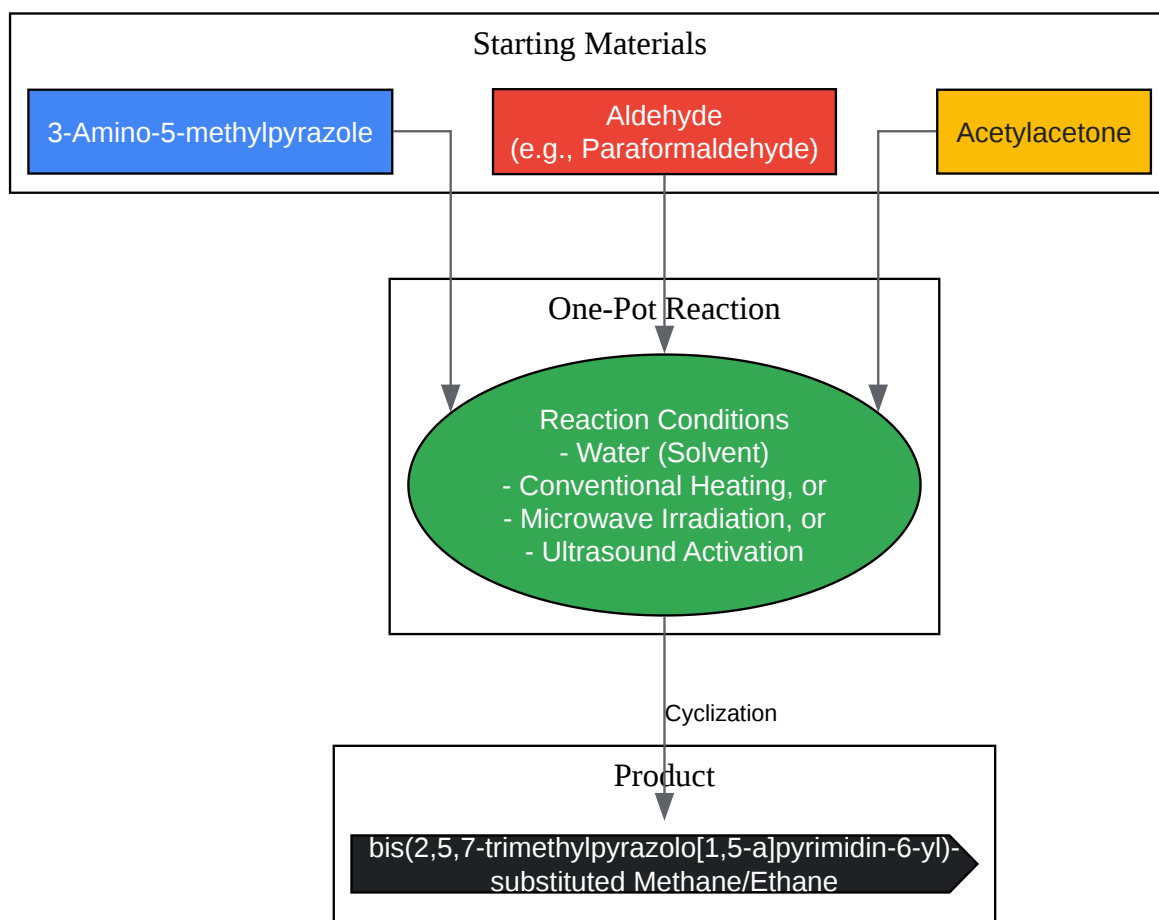 Starting Materials
3-Amino-5-methylpyrazole
Aldehyde
(e.g., Paraformaldehyde)
Acetylacetone
One-Pot Reaction
Reaction Conditions
- Water (Solvent)
- Conventional Heating, or
- Microwave Irradiation, or
- Ultrasound Activation
Cyclization
Product
bis(2,5,7-trimethylpyrazolo[1,5-a]pyrimidin-6-yl)-
substituted Methane/Ethane